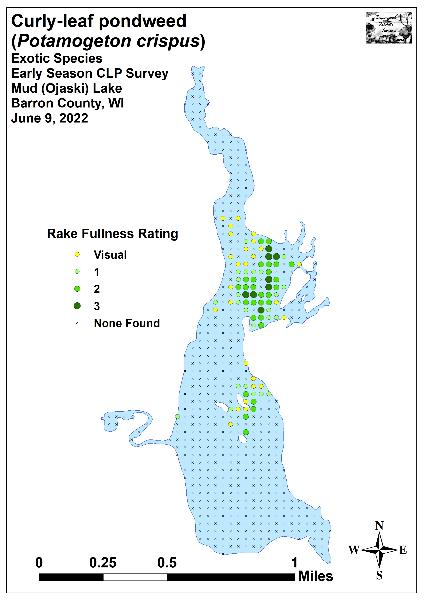 Curly-leaf pondweed
(Potamogeton crispus)
Exotic Species
Early Season CLP Survey
Mud (Ojaski) Lake
Barron County, WI
June 9, 2022
Rake Fullness Rating
Visual
1
2
3
None Found
N
W E
S
0 0.25 0.5 1
Miles